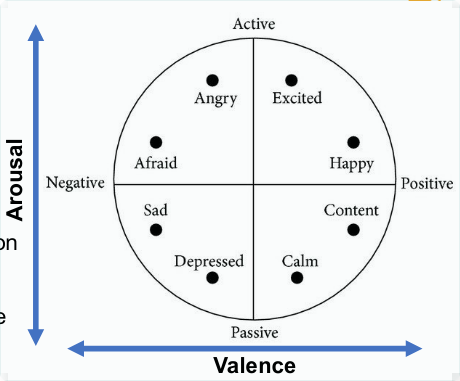 Active
Angry Excited
Arousal
Afraid Happy
Negative Positive
Sad Content
on
Depressed Calm
e
Passive
Valence